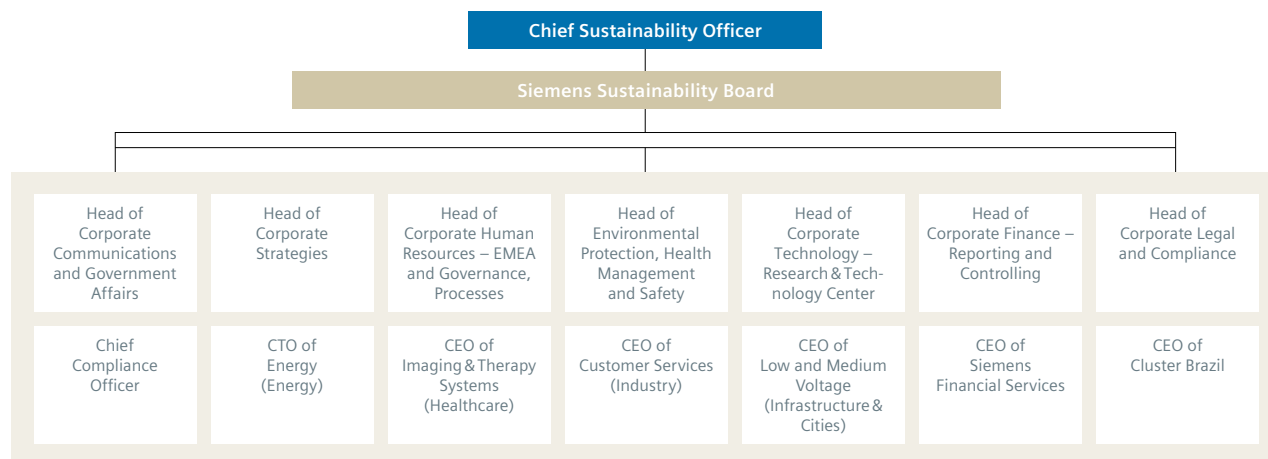 Chief Sustainability Officer
Siemens Sustainability Board
Head of
Corporate
Communications
and Government
Affairs
Head of
Corporate
Strategies
Head of
Corporate Human
Resources – EMEA
and Governance,
Processes
Head of
Environmental
Protection, Health
Management
and Safety
Head of
Corporate
Technology –
Research & Tech-
nology Center
Head of
Corporate Finance –
Reporting and
Controlling
Head of
Corporate Legal
and Compliance
Chief
Compliance
Officer
CTO of
Energy
(Energy)
CEO of
Imaging & Therapy
Systems
(Healthcare)
CEO of
Customer Services
(Industry)
CEO of
Low and Medium
Voltage
(Infrastructure &
Cities)
CEO of
Siemens
Financial Services
CEO of
Cluster Brazil